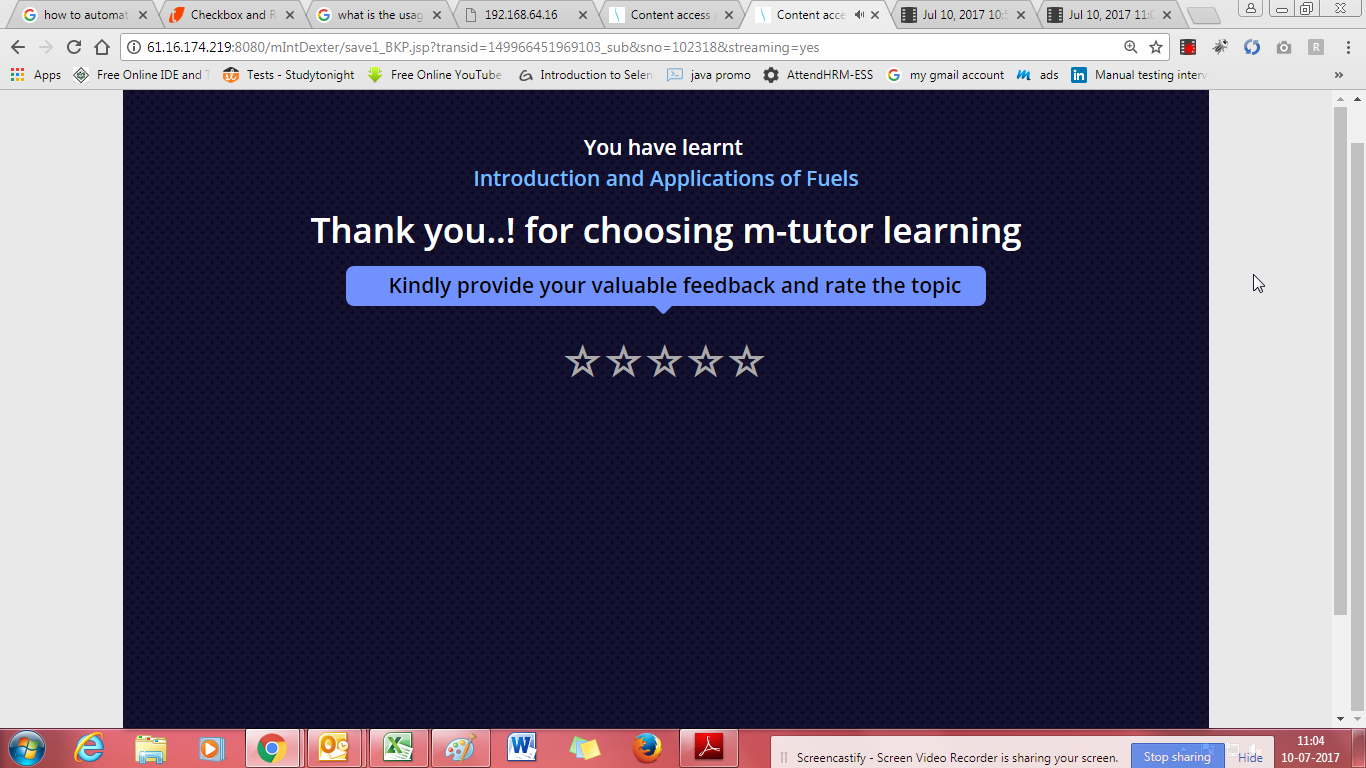 how to automat
Checkbox and R
what is the usag
192.168.64.16
Content access
Content acce
Jul 10, 2017 10:5
Jul 10, 2017 11:0
61.16.174.219:8080/mIntDexter/save1_BKP.jsp?transid=149966451969103_sub&sno=102318&streaming=yes
Apps
Free Online IDE and T
Tests - Studytonight
Free Online YouTube
Introduction to Selen
java promo
AttendHRM-ESS
my gmail account
ads
Manual testing interv
You have learnt
Introduction and Applications of Fuels
Thank you..! for choosing m-tutor learning
Kindly provide your valuable feedback and rate the topic
Screencastify - Screen Video Recorder is sharing your screen.
Stop sharing
Hide
11:04
10-07-2017